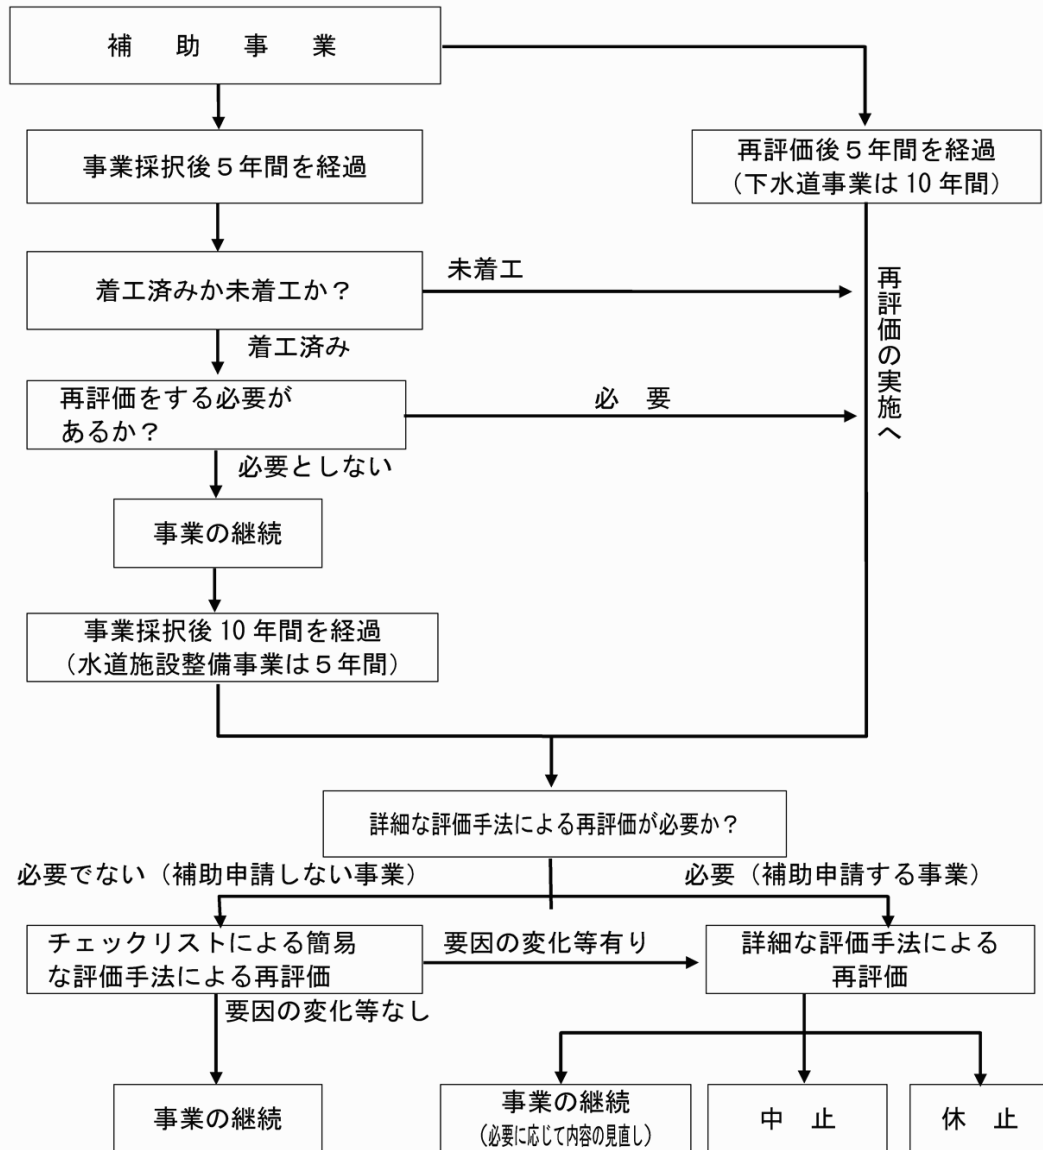 補　助　事　業
事業採択後５年間を経過
再評価後５年間を経過
（下水道事業は 10 年間）
着工済みか未着工か？
未着工
再評価の実施へ
着工済み
再評価をする必要が
あるか？
必　要
必要としない
事業の継続
事業採択後 10 年間を経過
（水道施設整備事業は５年間）
詳細な評価手法による再評価が必要か？
必要でない（補助申請しない事業）
必要（補助申請する事業）
チェックリストによる簡易
な評価手法による再評価
要因の変化等有り
詳細な評価手法による
再評価
要因の変化等なし
事業の継続
事業の継続
（必要に応じて内容の見直し）
中　止
休　止